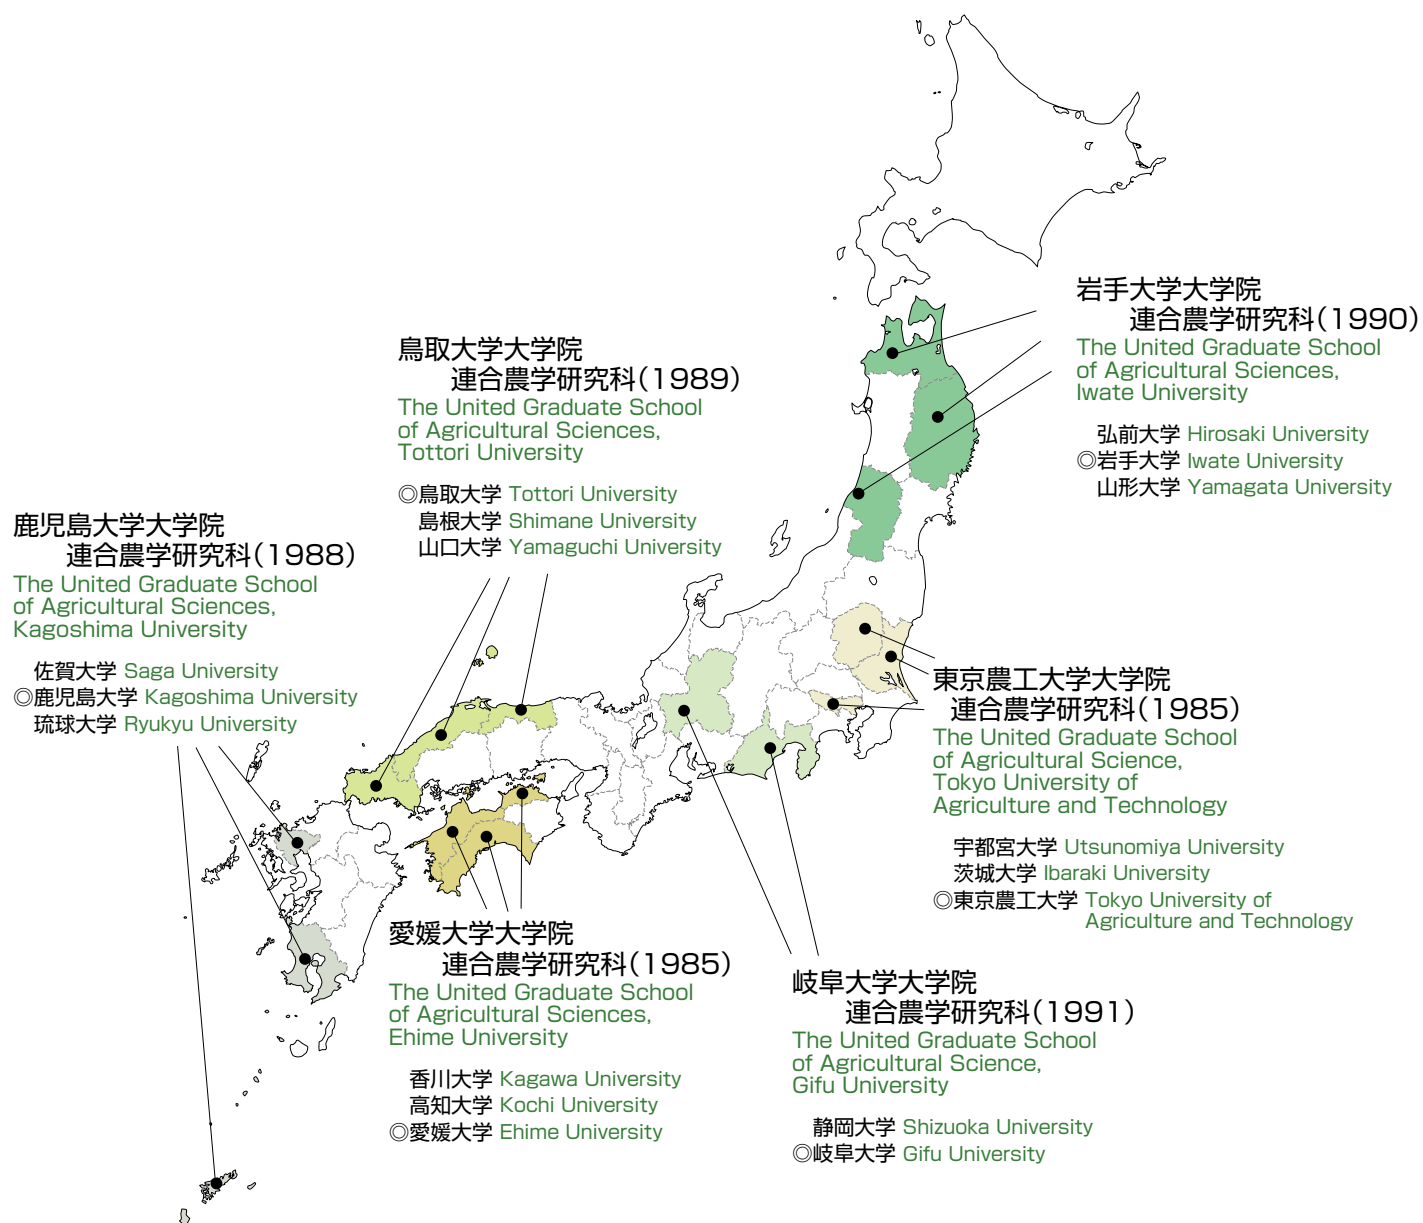 岩手大学大学院
連合農学研究科（1990）
The United Graduate School
of Agricultural Sciences,
Iwate University
弘前大学 Hirosaki University
◎岩手大学 Iwate University
山形大学 Yamagata University
鳥取大学大学院
連合農学研究科（1989）
The United Graduate School
of Agricultural Sciences,
Tottori University
◎鳥取大学 Tottori University
島根大学 Shimane University
山口大学 Yamaguchi University
鹿児島大学大学院
連合農学研究科（1988）
The United Graduate School
of Agricultural Sciences,
Kagoshima University
佐賀大学 Saga University
◎鹿児島大学 Kagoshima University
琉球大学 Ryukyu University
東京農工大学大学院
連合農学研究科（1985）
The United Graduate School
of Agricultural Science,
Tokyo University of
Agriculture and Technology
宇都宮大学 Utsunomiya University
茨城大学 Ibaraki University
◎東京農工大学 Tokyo University of
Agriculture and Technology
愛媛大学大学院
連合農学研究科（1985）
The United Graduate School
of Agricultural Sciences,
Ehime University
香川大学 Kagawa University
高知大学 Kochi University
◎愛媛大学 Ehime University
岐阜大学大学院
連合農学研究科（1991）
The United Graduate School
of Agricultural Science,
Gifu University
静岡大学 Shizuoka University
◎岐阜大学 Gifu University